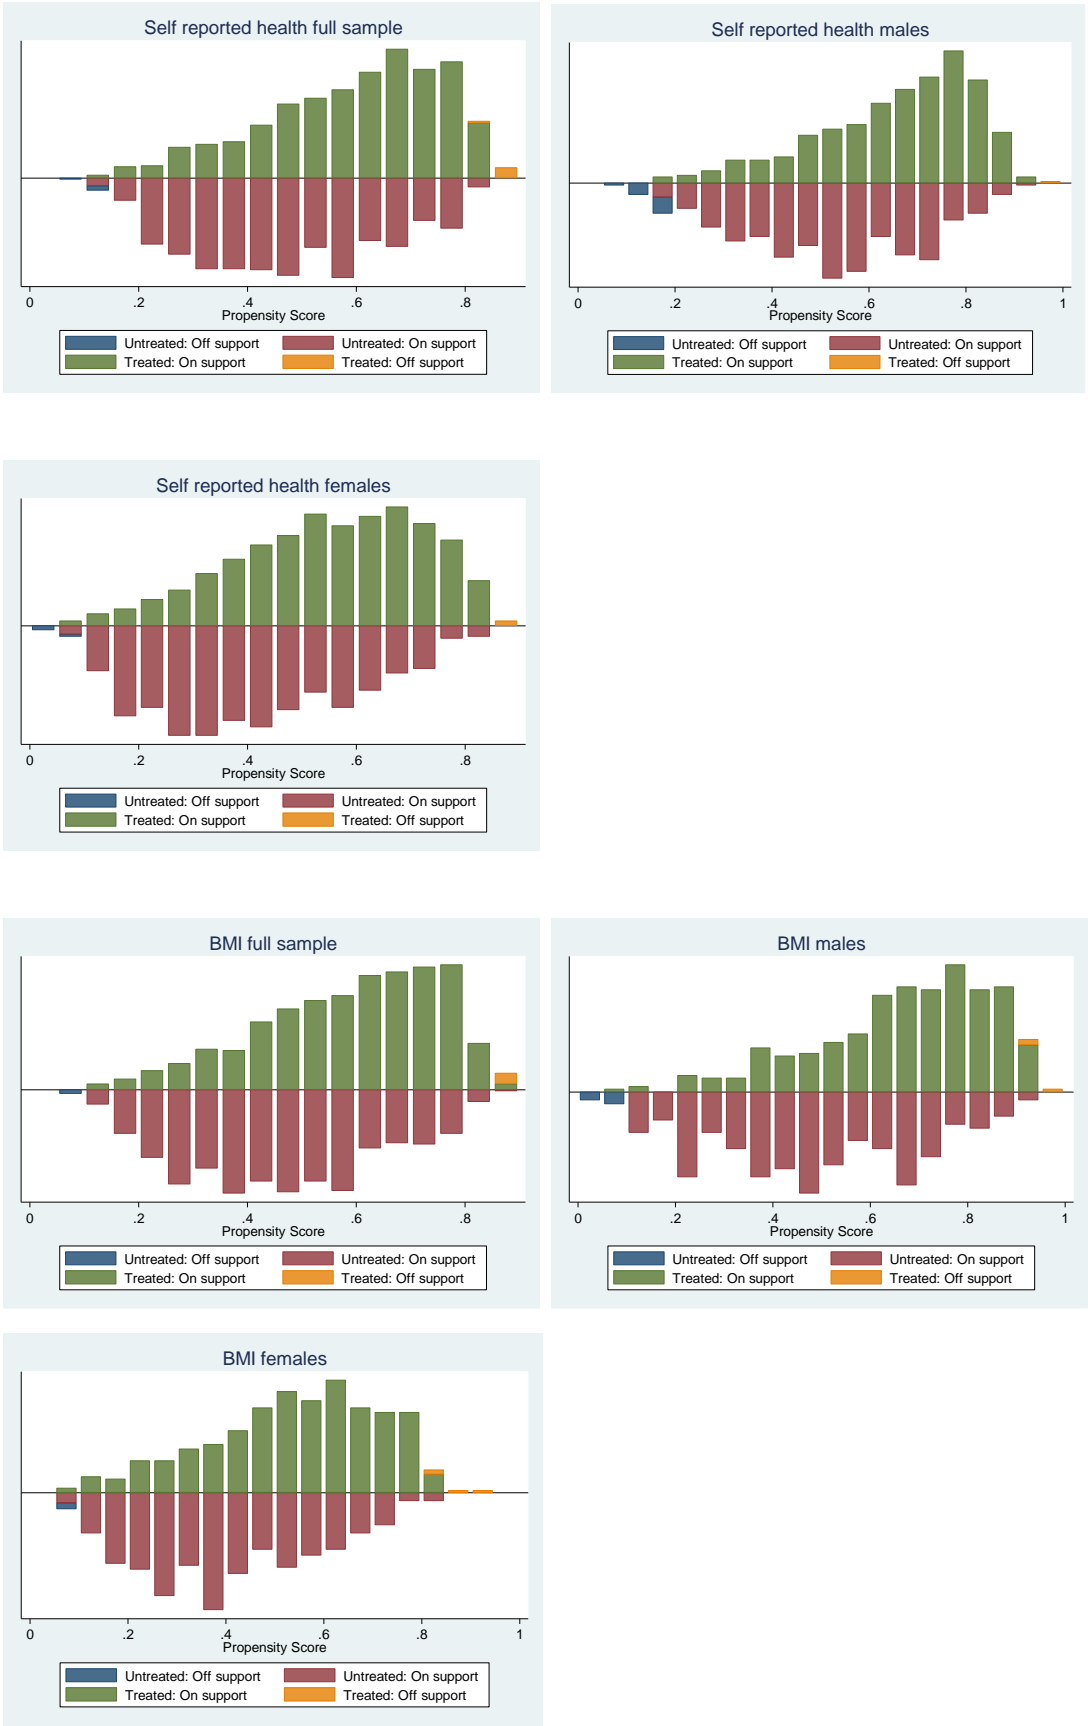 Self reported health full sample
0 .2 .4 .6 .8
Propensity Score
Untreated: Off support Untreated: On support
Treated: On support Treated: Off support
Self reported health males
0 .2 .4 .6 .8 1
Propensity Score
Untreated: Off support Untreated: On support
Treated: On support Treated: Off support
Self reported health females
0 .2 .4 .6 .8
Propensity Score
Untreated: Off support Untreated: On support
Treated: On support Treated: Off support
BMI full sample
0 .2 .4 .6 .8
Propensity Score
Untreated: Off support Untreated: On support
Treated: On support Treated: Off support
BMI males
0 .2 .4 .6 .8 1
Propensity Score
Untreated: Off support Untreated: On support
Treated: On support Treated: Off support
BMI females
0 .2 .4 .6 .8 1
Propensity Score
Untreated: Off support Untreated: On support
Treated: On support Treated: Off support